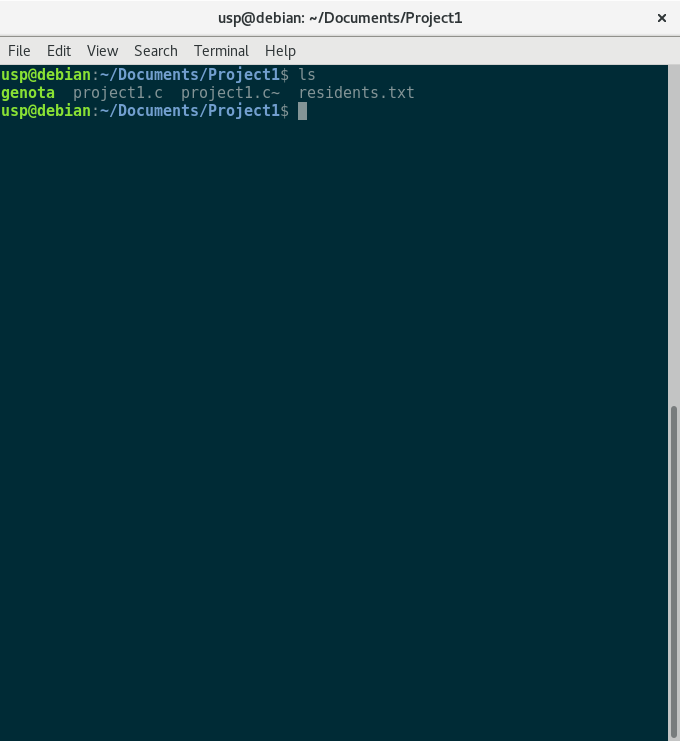 usp@debian: ~/Documents/Project1
×
File Edit View Search Terminal Help
usp@debian:~/Documents/Project1$ ls
genota  project1.c  project1.c~  residents.txt
usp@debian:~/Documents/Project1$